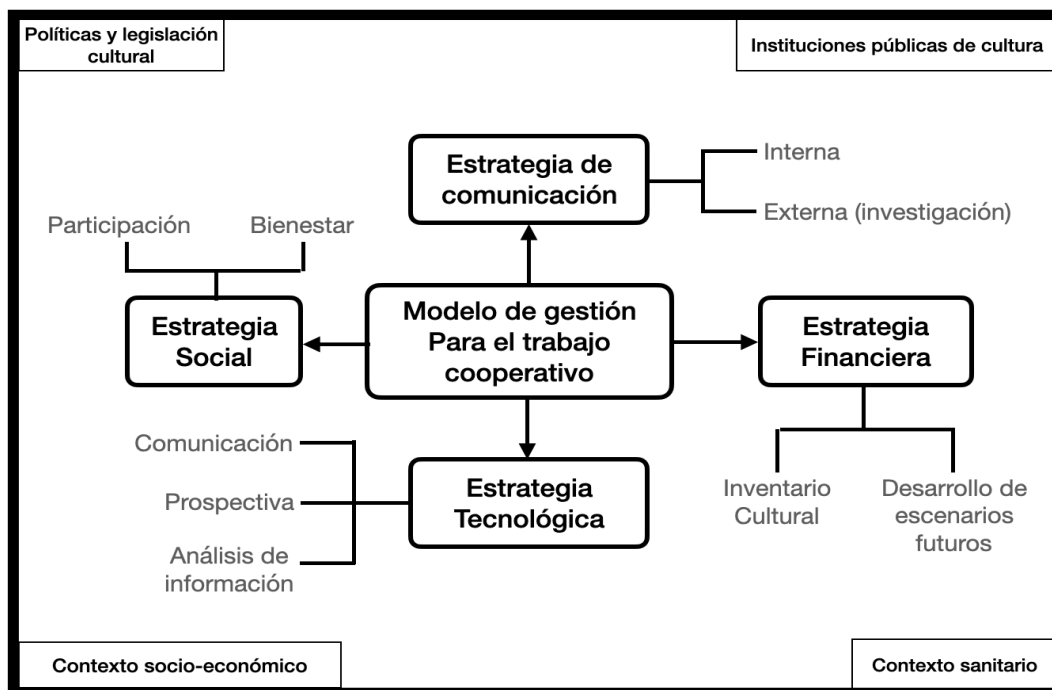 Políticas y legislación
cultural
Instituciones públicas de cultura
Estrategia de
comunicación
Interna
Externa (investigación)
Participación
Bienestar
Estrategia
Social
Modelo de gestión
Para el trabajo
cooperativo
Estrategia
Financiera
Comunicación
Prospectiva
Análisis de
información
Estrategia
Tecnológica
Inventario
Cultural
Desarrollo de
escenarios
futuros
Contexto socio-económico
Contexto sanitario